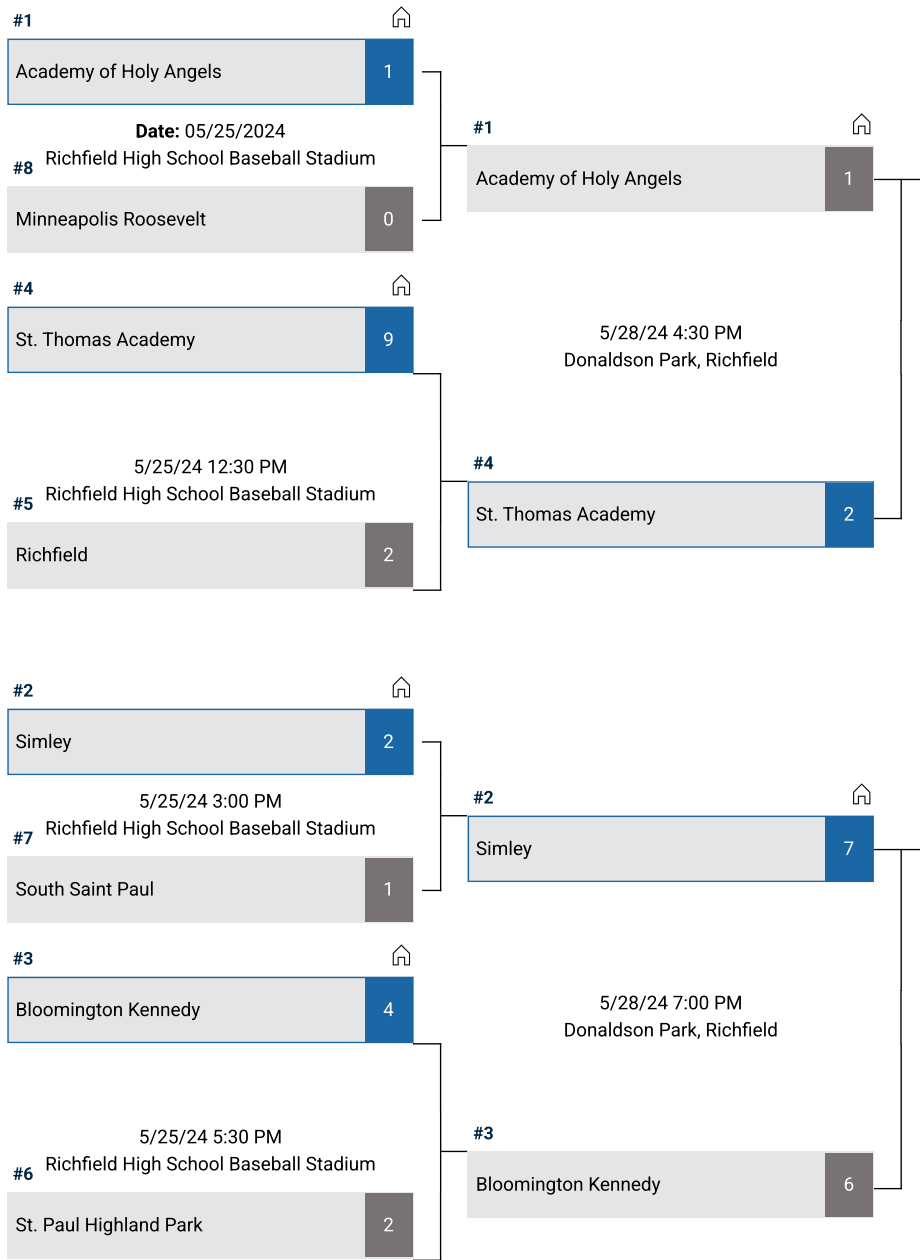 #1
Academy of Holy Angels 1
Date: 05/25/2024
Richfield High School Baseball Stadium
#8
Minneapolis Roosevelt 0
#4
St. Thomas Academy 9
5/25/24 12:30 PM
Richfield High School Baseball Stadium
#5
Richfield 2
#1
Academy of Holy Angels 1
5/28/24 4:30 PM
Donaldson Park, Richfield
#4
St. Thomas Academy 2
#2
Simley 2
5/25/24 3:00 PM
Richfield High School Baseball Stadium
#7
South Saint Paul 1
#3
Bloomington Kennedy 4
5/25/24 5:30 PM
Richfield High School Baseball Stadium
#6
St. Paul Highland Park 2
#2
Simley 7
5/28/24 7:00 PM
Donaldson Park, Richfield
#3
Bloomington Kennedy 6